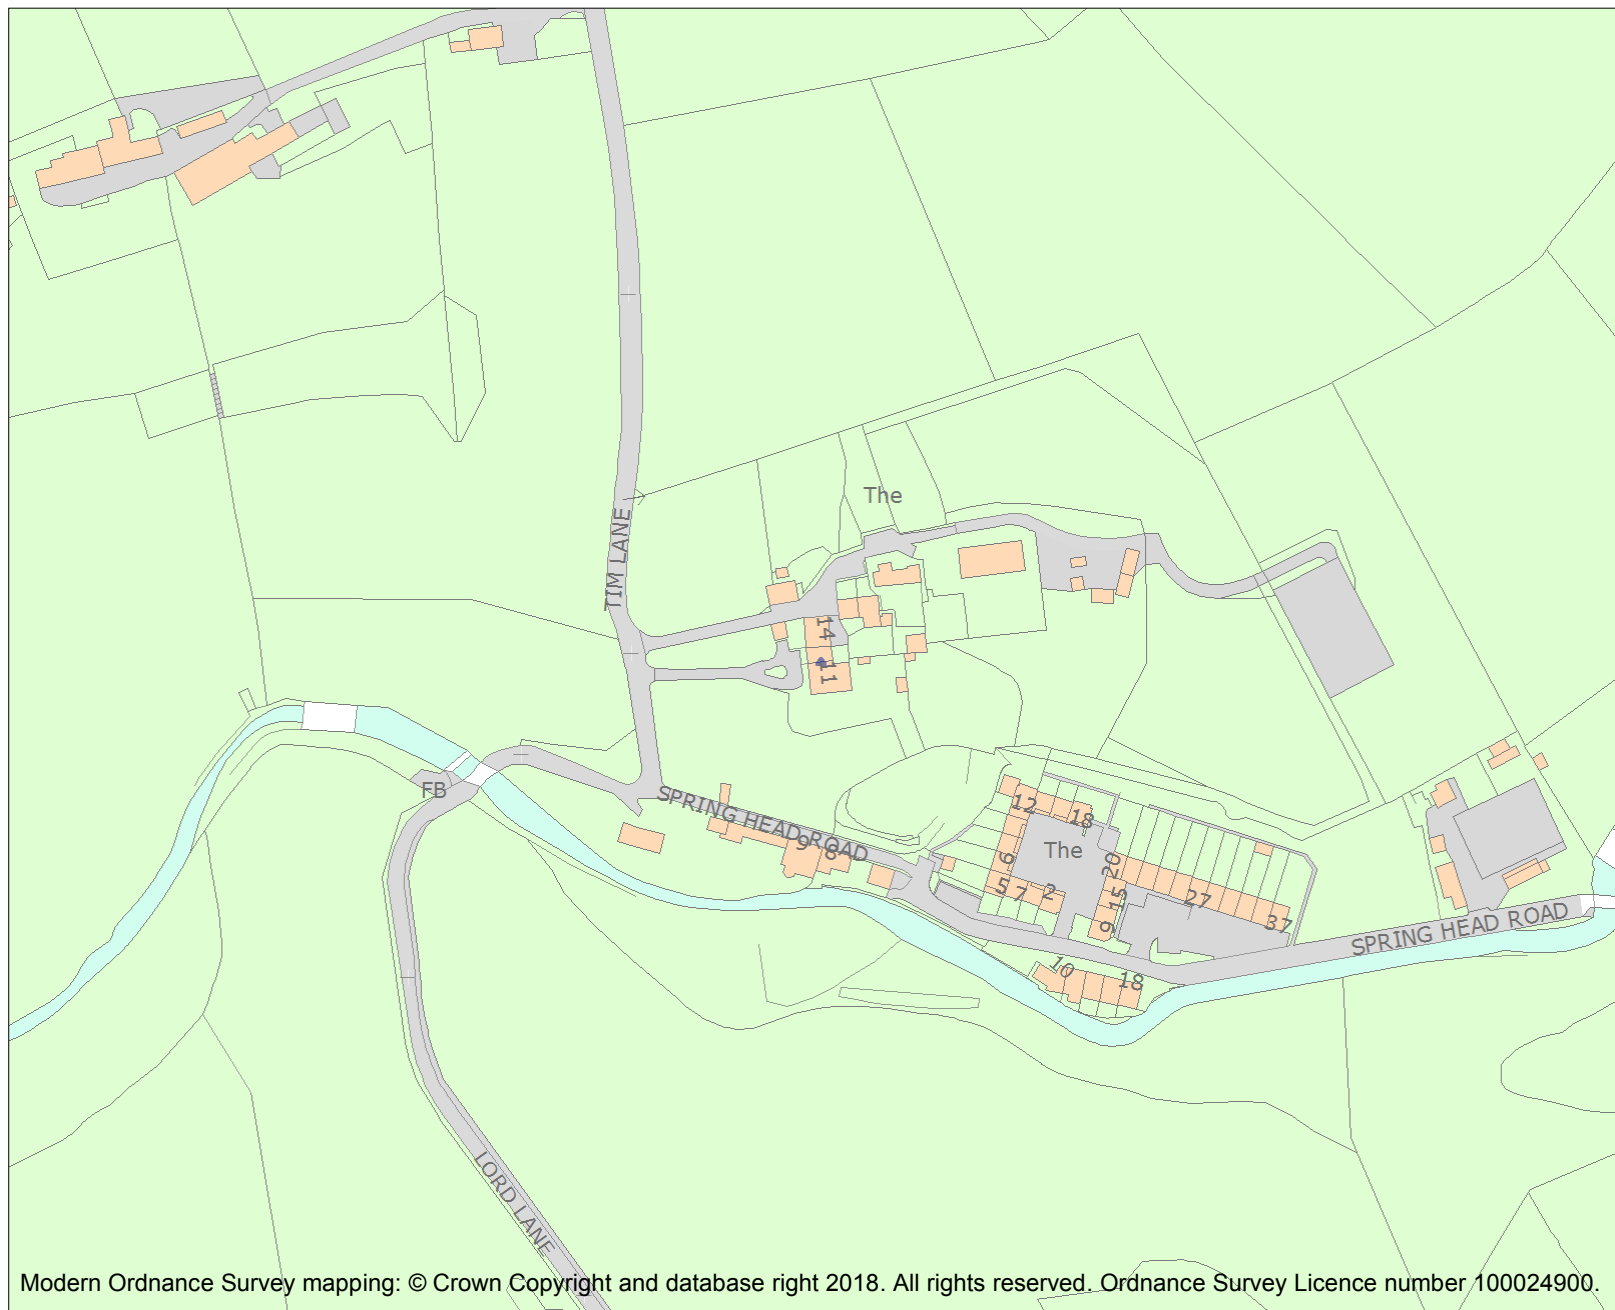 The
TIM LANE
14
11
FB
SPRING HEAD ROAD
9
8
12
18
The
6
5
7
2
20
15
9
27
37
SPRING HEAD ROAD
10
18
LORD LANE
Modern Ordnance Survey mapping: © Crown Copyright and database right 2018. All rights reserved. Ordnance Survey Licence number 100024900.